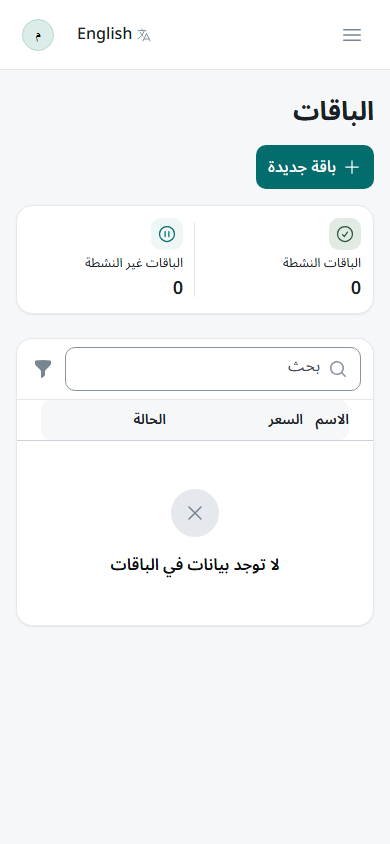 English
م
الباقات
باقة جديدة
الباقات النشطة
0
الباقات غير النشطة
0
بحث
الاسم السعر الحالة
لا توجد بيانات في الباقات